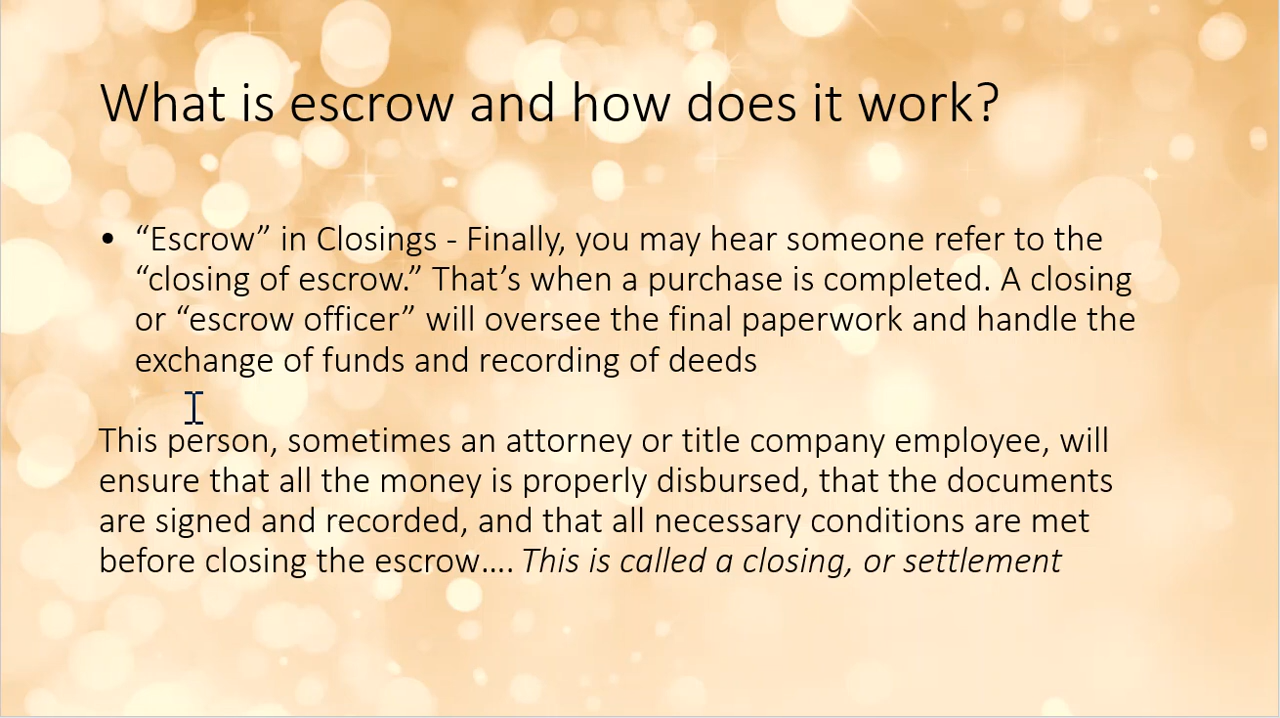 What is escrow and how does it work?
• “Escrow” in Closings - Finally, you may hear someone refer to the
“closing of escrow.” That’s when a purchase is completed. A closing
or “escrow officer” will oversee the final paperwork and handle the
exchange of funds and recording of deeds
This person, sometimes an attorney or title company employee, will
ensure that all the money is properly disbursed, that the documents
are signed and recorded, and that all necessary conditions are met
before closing the escrow…. This is called a closing, or settlement